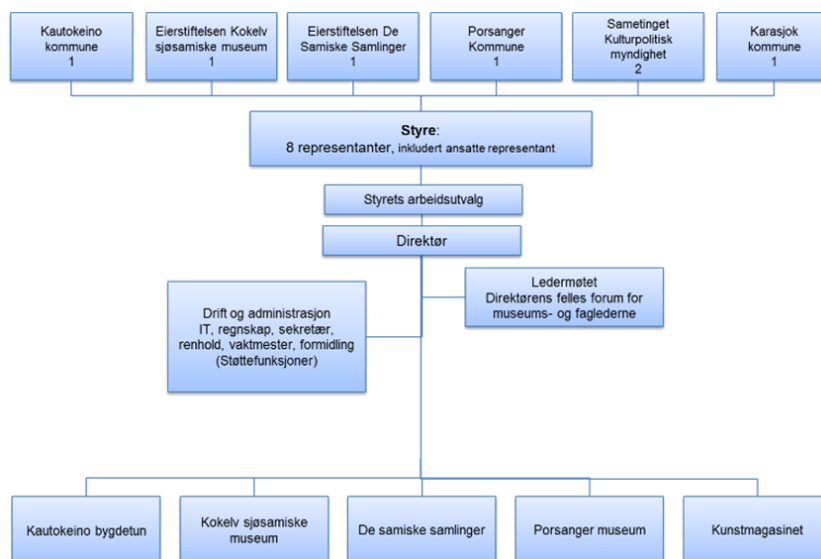 Kautokeino
kommune
1
Eierstiftelsen Kokelv
sjøsamiske museum
1
Eierstiftelsen De
Samiske Samlinger
1
Porsanger
Kommune
1
Sametinget
Kulturpolitisk
myndighet
2
Karasjok
kommune
1
Styre:
8 representanter, inkludert ansatte representant
Styrets arbeidsutvalg
Direktør
Drift og administrasjon
IT, regnskap, sekretær,
renhold, vaktmester, formidling
(Støttefunksjoner)
Ledermøtet
Direktørens felles forum for
museums- og faglederne
Kautokeino bygdetun
Kokelv sjøsamiske
museum
De samiske samlinger
Porsanger museum
Kunstmagasinet